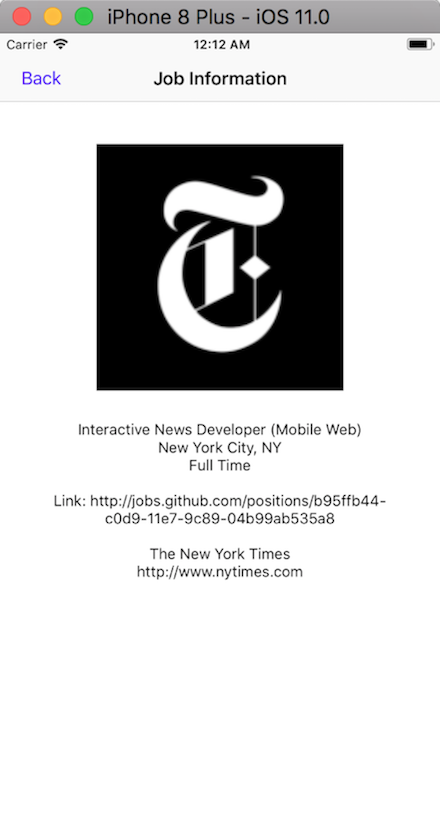 iPhone 8 Plus - iOS 11.0
Carrier 12:12 AM
Back Job Information
T
Interactive News Developer (Mobile Web)
New York City, NY
Full Time
Link: http://jobs.github.com/positions/b95ffb44-
c0d9-11e7-9c89-04b99ab535a8
The New York Times
http://www.nytimes.com